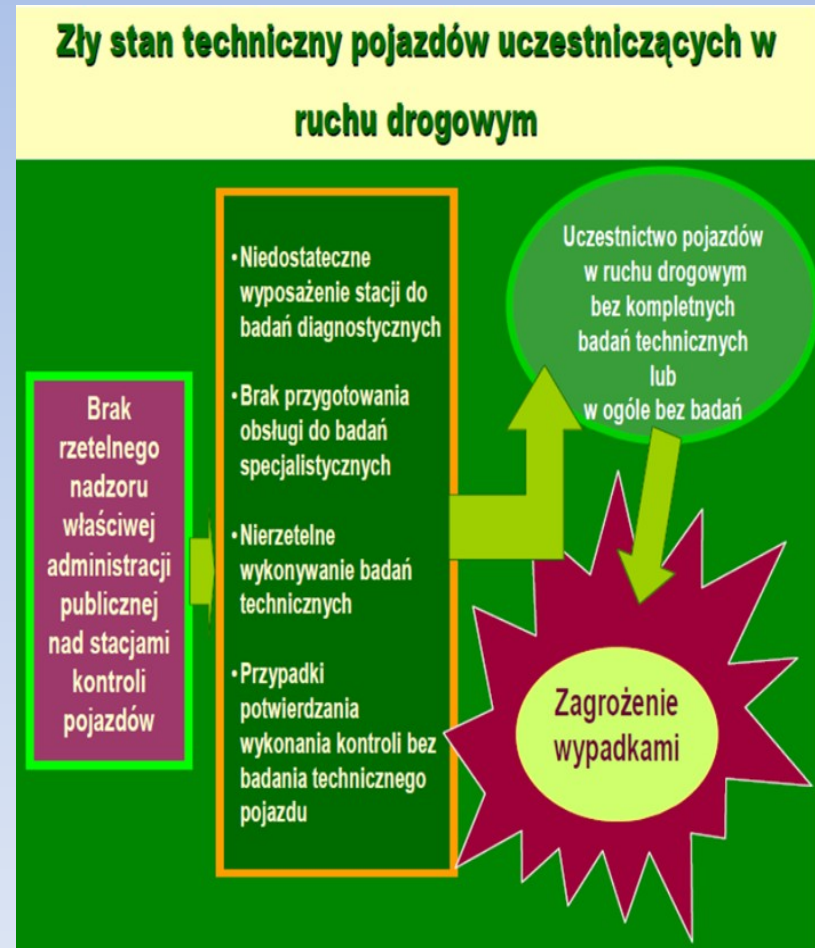 Zły stan techniczny pojazdów uczestniczących w
ruchu drogowym
Brak
rzetelnego
nadzoru
właściwej
administracji
publicznej
nad stacjami
kontroli
pojazdów
•Niedostateczne
wyposażenie stacji do
badań diagnostycznych
•Brak przygotowania
obsługi do badań
specjalistycznych
•Nierzetelne
wykonywanie badań
technicznych
•Przypadki
potwierdzania
wykonania kontroli bez
badania technicznego
pojazdu
Uczestnictwo pojazdów
w ruchu drogowym
bez kompletnych
badań technicznych
lub
w ogóle bez badań
Zagrożenie
wypadkami